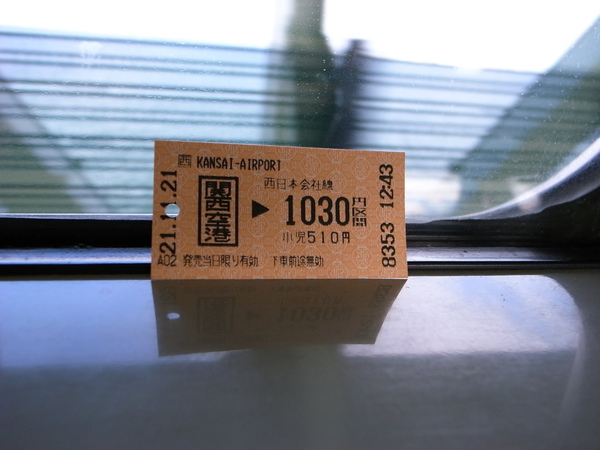 西 KANSAI-AIRPORT
西日本会社線
関西空港 ▶ 1030円区間
小児510円
A02 発売当日限り有効 下車前途無効
21.11.21
8353 12:43